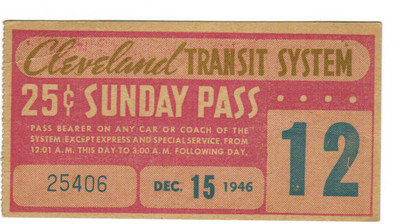 Cleveland TRANSIT SYSTEM
25¢ SUNDAY PASS
PASS BEARER ON ANY CAR OR COACH OF THE
SYSTEM, EXCEPT EXPRESS AND SPECIAL SERVICE, FROM
12:01 A.M. THIS DAY TO 3:00 A.M. FOLLOWING DAY.
12
25406
DEC. 15 1946